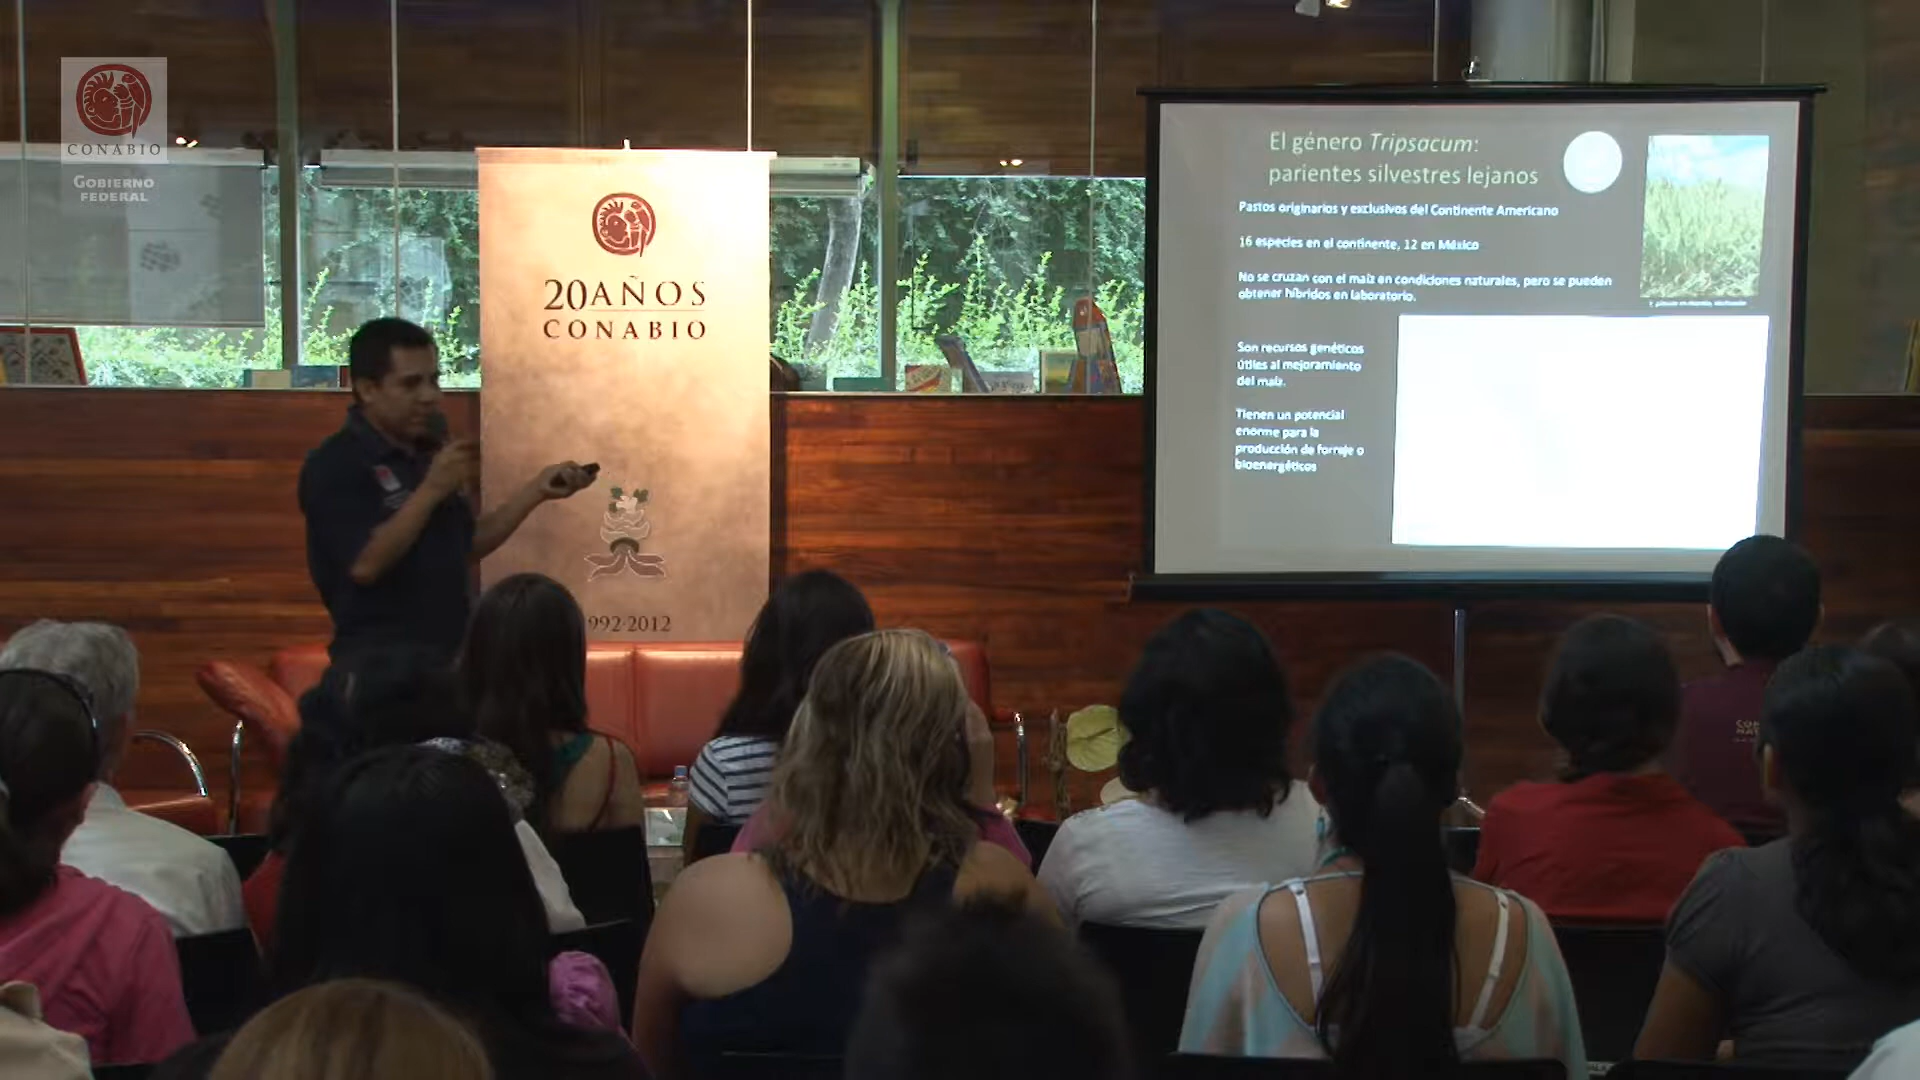 CONABIO
GOBIERNO
FEDERAL
20 AÑOS
CONABIO
992-2012
El género Tripsacum:
parientes silvestres lejanos
Pastos originarios y exclusivos del Continente Americano
16 especies en el continente, 12 en México
No se cruzan con el maíz en condiciones naturales, pero se pueden
obtener híbridos en laboratorio.
Son recursos genéticos
útiles al mejoramiento
del maíz.
Tienen un potencial
enorme para la
producción de forraje o
bioenergéticos